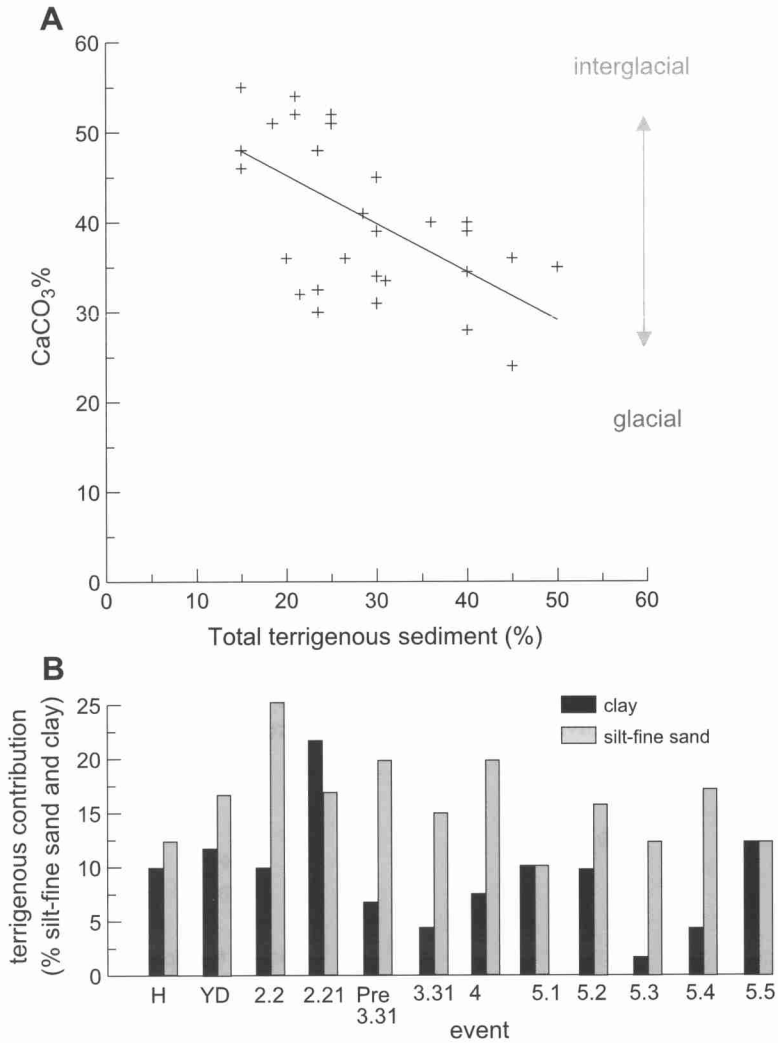 A
60
50
40
30
20
10
0
CaCO3%
interglacial
glacial
0 10 20 30 40 50 60
Total terrigenous sediment (%)
B
25
20
15
10
5
0
terrigenous contribution
(% silt-fine sand and clay)
clay
silt-fine sand
H YD 2.2 2.21 Pre 3.31 4 5.1 5.2 5.3 5.4 5.5
3.31
event